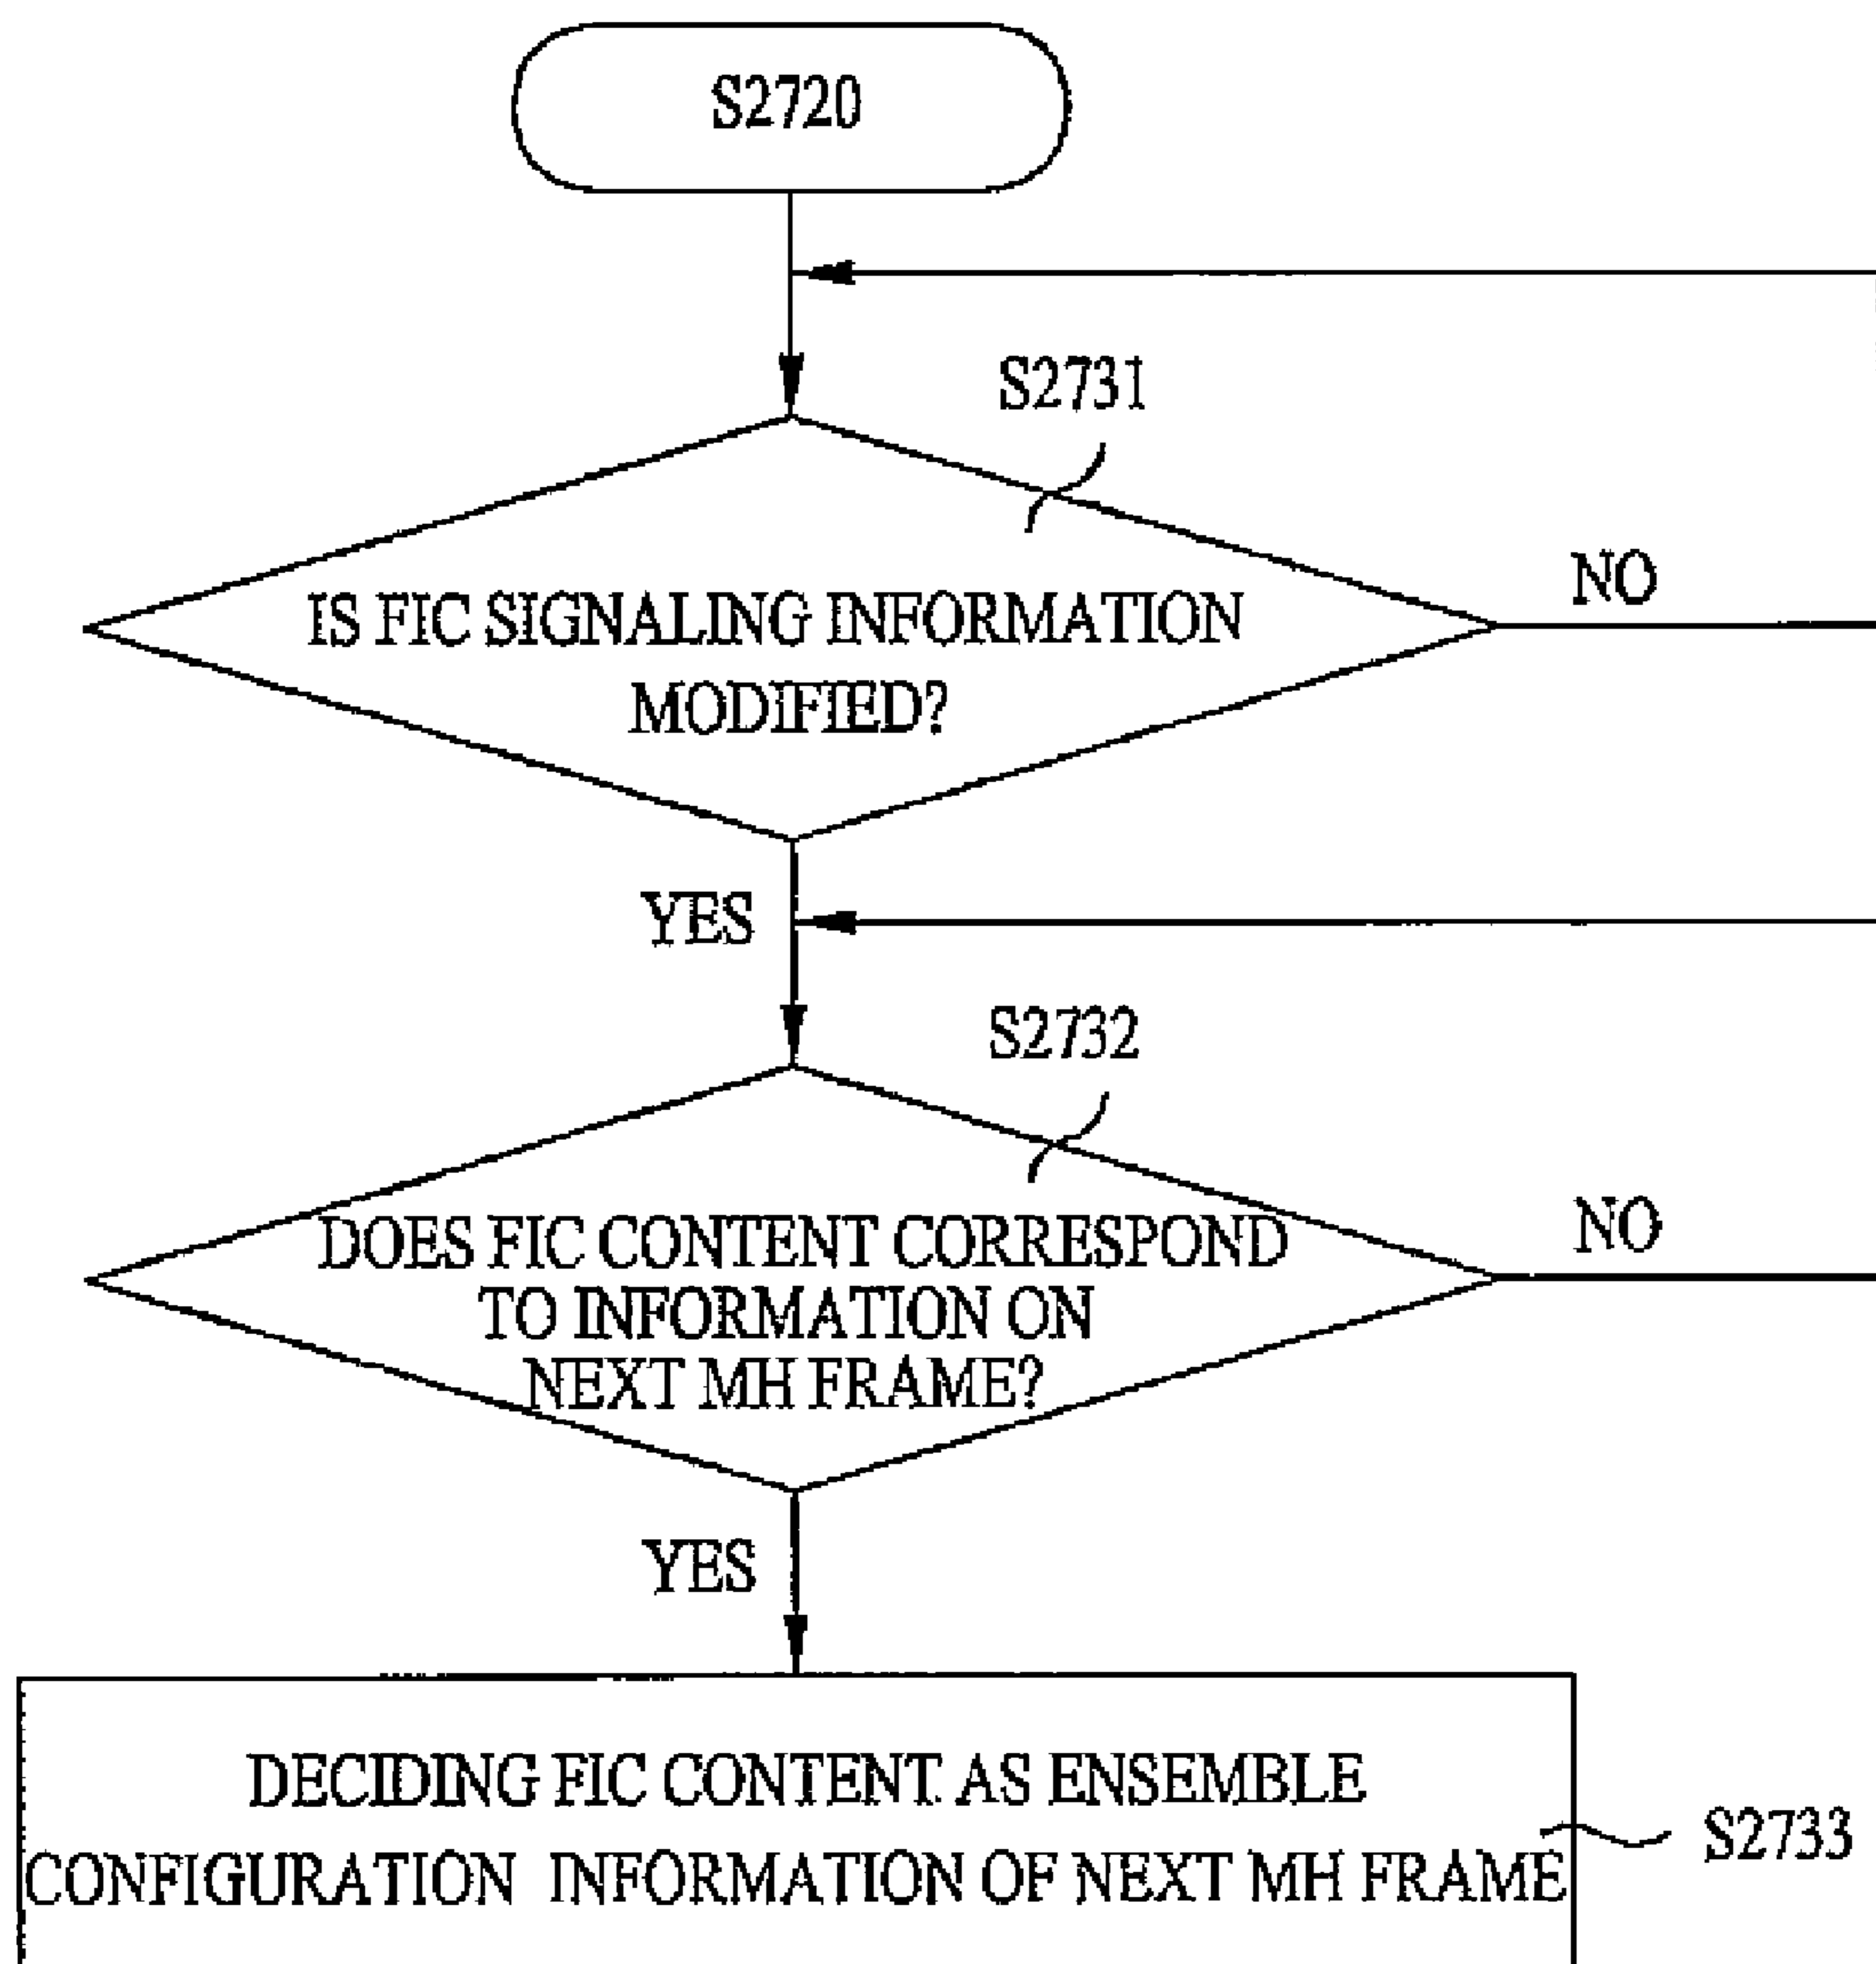 S2720
S2731
IS FIC SIGNALING INFORMATION
MODIFIED?
NO
YES
S2732
DOES FIC CONTENT CORRESPOND
TO INFORMATION ON
NEXT MH FRAME?
NO
YES
DECIDING FIC CONTENT AS ENSEMBLE
CONFIGURATION INFORMATION OF NEXT MH FRAME
S2733